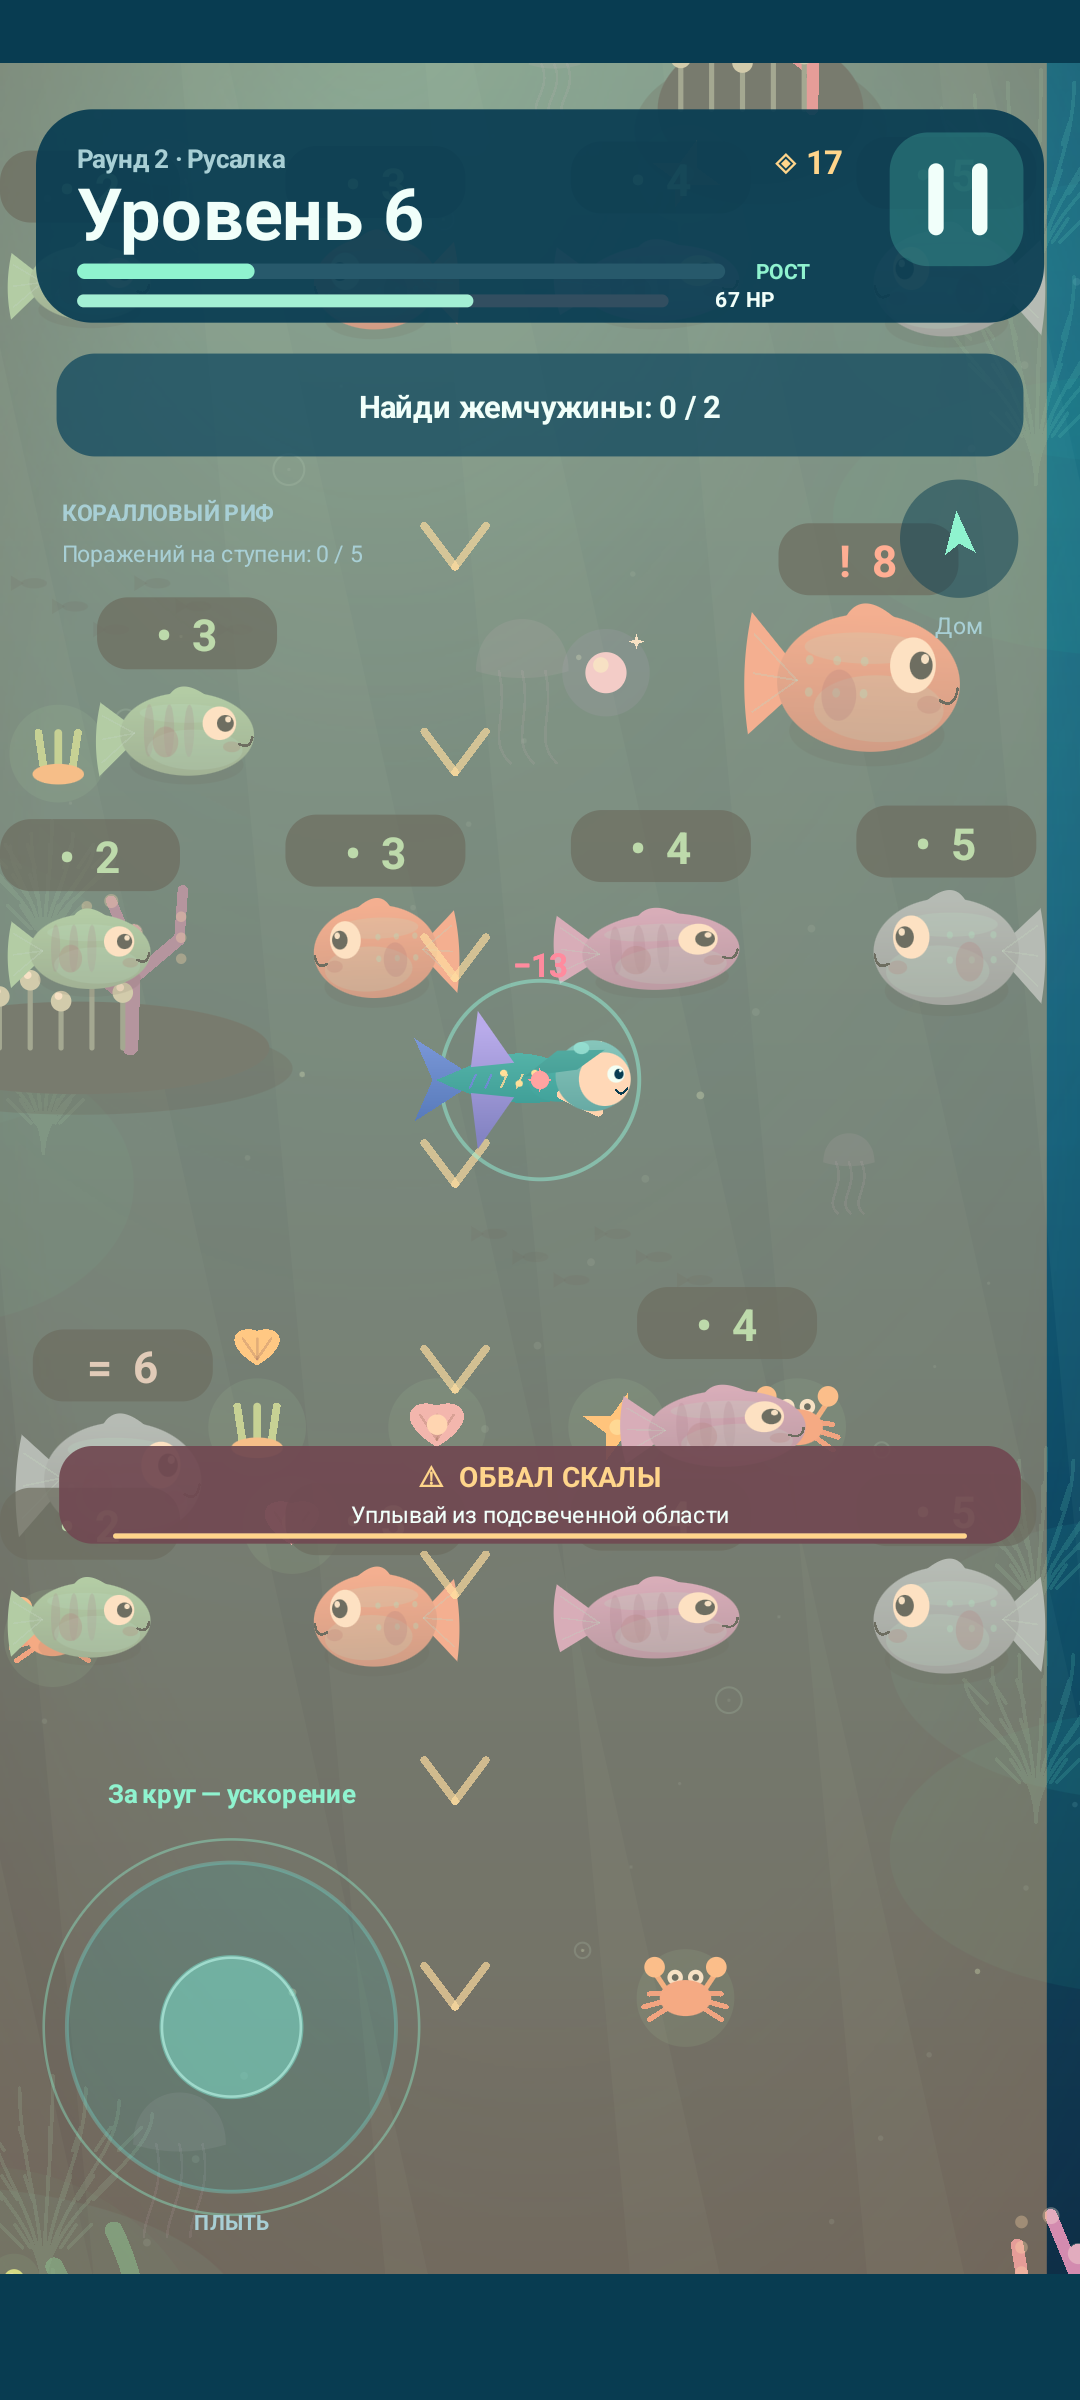 Раунд 2 · Русалка
17
Уровень 6
РОСТ
67 HP
Найди жемчужины: 0 / 2
КОРАЛЛОВЫЙ РИФ
Поражений на ступени: 0 / 5
! 8
Дом
• 3
• 2
• 3
• 4
• 5
−13
• 4
= 6
⚠ ОБВАЛ СКАЛЫ
Уплывай из подсвеченной области
За круг — ускорение
ПЛЫТЬ